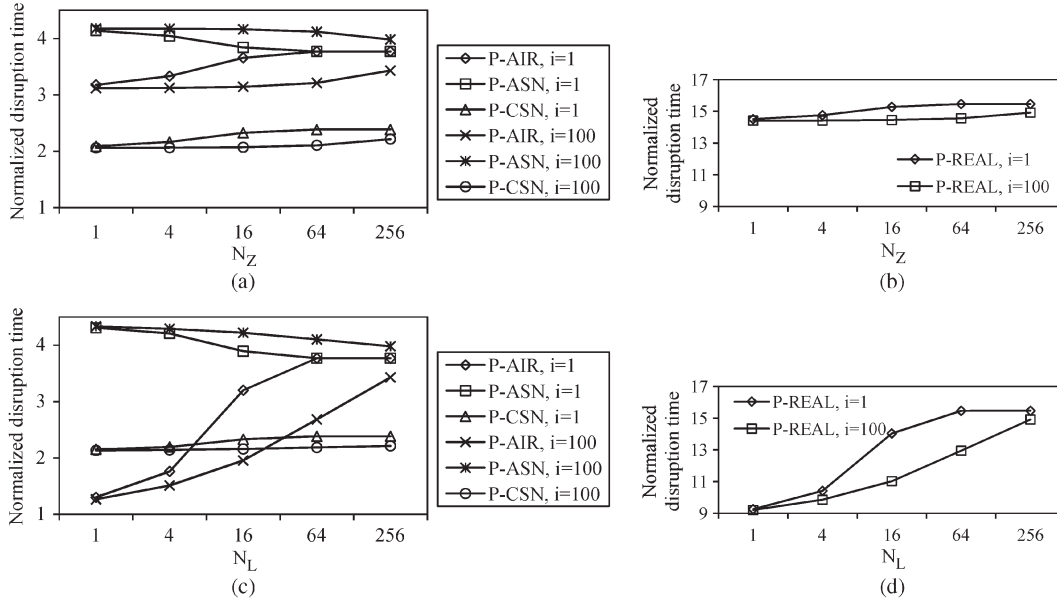 Normalized disruption time
4
3
2
1
1 4 16 64 256
N_Z
(a)
P-AIR, i=1
P-ASN, i=1
P-CSN, i=1
P-AIR, i=100
P-ASN, i=100
P-CSN, i=100
Normalized
disruption time
17
15
13
11
9
P-REAL, i=1
P-REAL, i=100
1 4 16 64 256
N_Z
(b)
Normalized disruption time
4
3
2
1
1 4 16 64 256
N_L
(c)
P-AIR, i=1
P-ASN, i=1
P-CSN, i=1
P-AIR, i=100
P-ASN, i=100
P-CSN, i=100
Normalized
disruption time
17
15
13
11
9
P-REAL, i=1
P-REAL, i=100
1 4 16 64 256
N_L
(d)